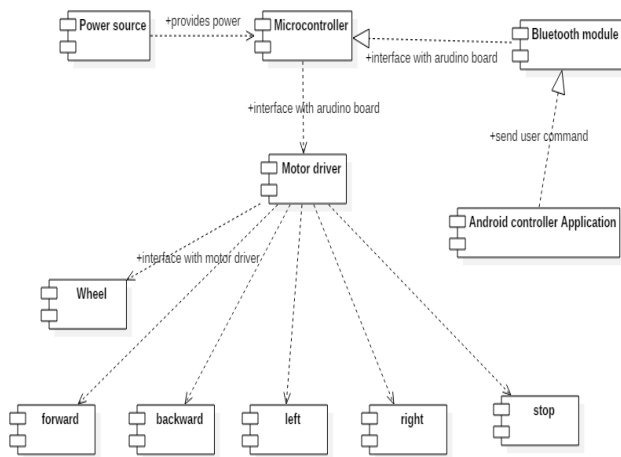 Power source
+provides power
Microcontroller
Bluetooth module
+interface with arudino board
+interface with arudino board
+send user command
Motor driver
Android controller Application
+interface with motor driver
Wheel
forward
backward
left
right
stop